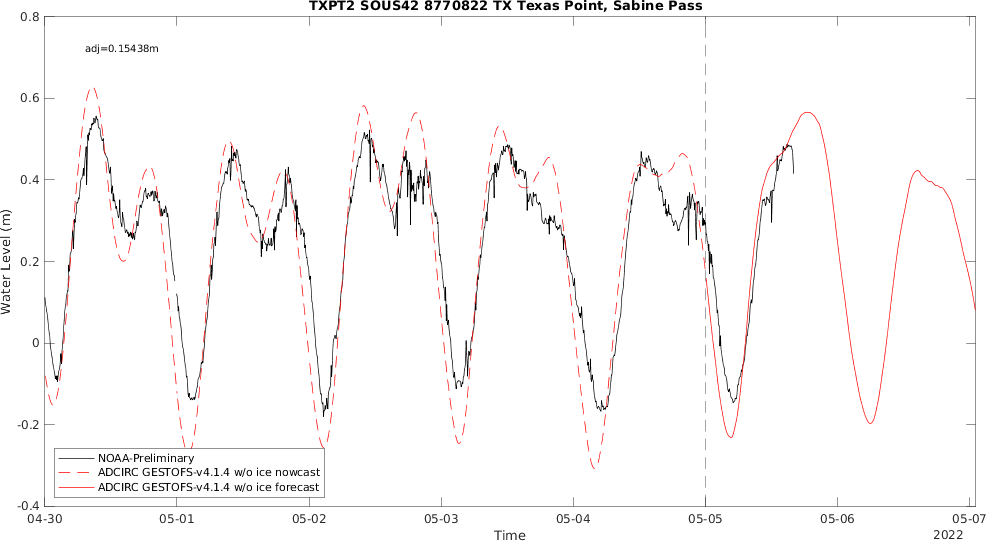 TXPT2 SOUS42 8770822 TX Texas Point, Sabine Pass
0.8
adj=0.15438m
0.6
0.4
0.2
0
-0.2
-0.4
Water Level (m)
NOAA-Preliminary
ADCIRC GESTOFS-v4.1.4 w/o ice nowcast
ADCIRC GESTOFS-v4.1.4 w/o ice forecast
04-30 05-01 05-02 05-03 05-04 05-05 05-06 05-07
Time
2022